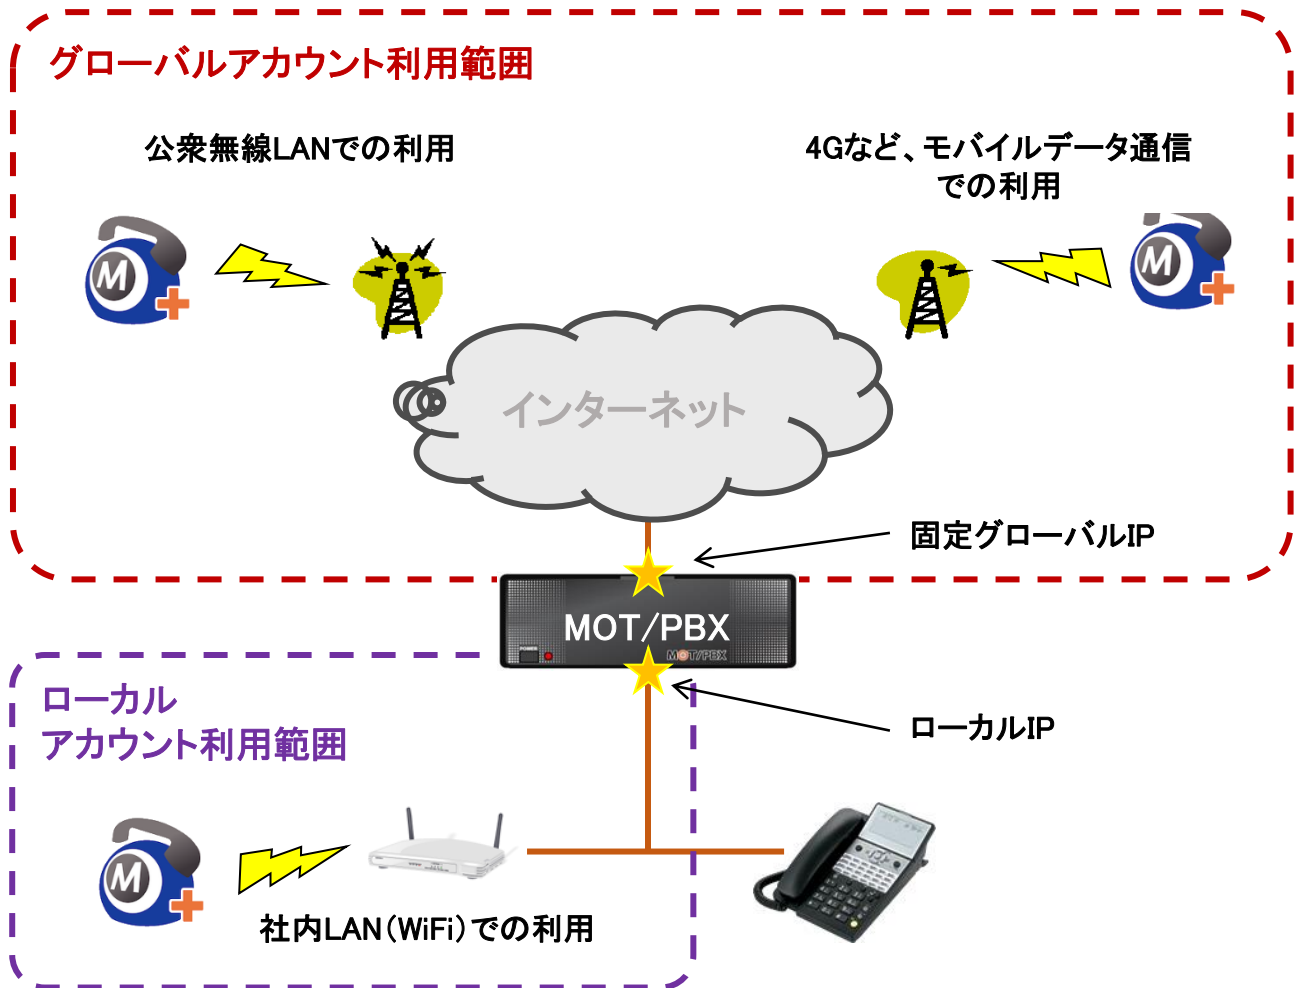 グローバルアカウント利用範囲
公衆無線LANでの利用
4Gなど、モバイルデータ通信
での利用
M
M
インターネット
固定グローバルIP
MOT/PBX
POWER
MOT/PBX
ローカル
アカウント利用範囲
ローカルIP
M
社内LAN（WiFi）での利用